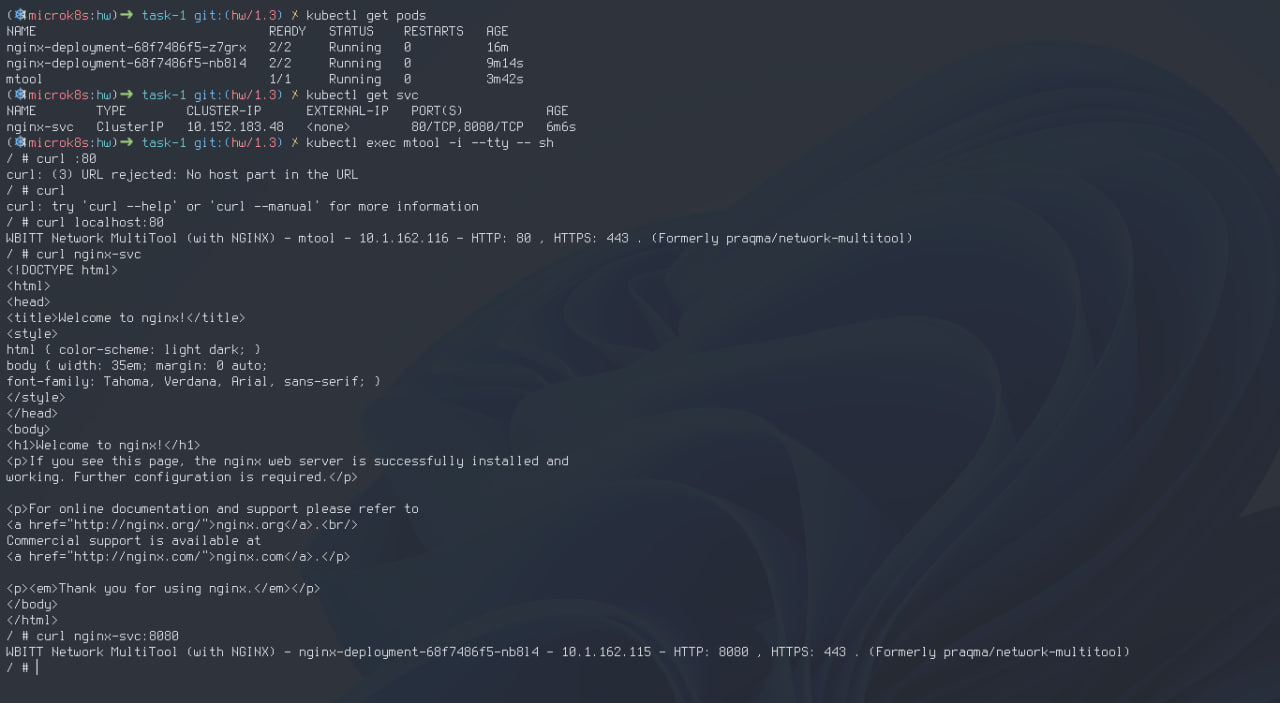 (⎈microk8s:hw)➜ task-1 git:(hw/1.3) ✗ kubectl get pods
NAME                               READY   STATUS    RESTARTS   AGE
nginx-deployment-68f7486f5-z7grx   2/2     Running   0          16m
nginx-deployment-68f7486f5-nb8l4   2/2     Running   0          9m14s
mtool                              1/1     Running   0          3m42s
(⎈microk8s:hw)➜ task-1 git:(hw/1.3) ✗ kubectl get svc
NAME        TYPE        CLUSTER-IP      EXTERNAL-IP   PORT(S)           AGE
nginx-svc   ClusterIP   10.152.183.48   <none>        80/TCP,8080/TCP   6m6s
(⎈microk8s:hw)➜ task-1 git:(hw/1.3) ✗ kubectl exec mtool -i --tty -- sh
/ # curl :80
curl: (3) URL rejected: No host part in the URL
/ # curl
curl: try 'curl --help' or 'curl --manual' for more information
/ # curl localhost:80
WBITT Network MultiTool (with NGINX) - mtool - 10.1.162.116 - HTTP: 80 , HTTPS: 443 . (Formerly praqma/network-multitool)
/ # curl nginx-svc
<!DOCTYPE html>
<html>
<head>
<title>Welcome to nginx!</title>
<style>
html { color-scheme: light dark; }
body { width: 35em; margin: 0 auto;
font-family: Tahoma, Verdana, Arial, sans-serif; }
</style>
</head>
<body>
<h1>Welcome to nginx!</h1>
<p>If you see this page, the nginx web server is successfully installed and
working. Further configuration is required.</p>

<p>For online documentation and support please refer to
<a href="http://nginx.org/">nginx.org</a>.<br/>
Commercial support is available at
<a href="http://nginx.com/">nginx.com</a>.</p>

<p><em>Thank you for using nginx.</em></p>
</body>
</html>
/ # curl nginx-svc:8080
WBITT Network MultiTool (with NGINX) - nginx-deployment-68f7486f5-nb8l4 - 10.1.162.115 - HTTP: 8080 , HTTPS: 443 . (Formerly praqma/network-multitool)
/ #